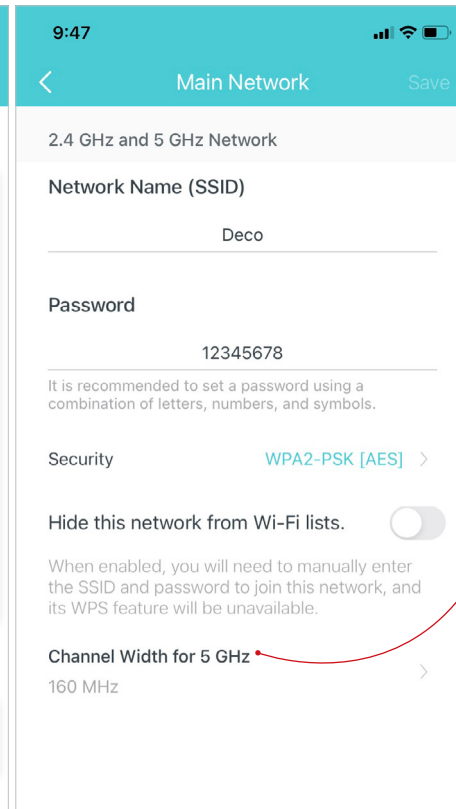 9:47
Main Network
Save
2.4 GHz and 5 GHz Network
Network Name (SSID)
Deco
Password
12345678
It is recommended to set a password using a
combination of letters, numbers, and symbols.
Security WPA2-PSK [AES]
Hide this network from Wi-Fi lists.
When enabled, you will need to manually enter
the SSID and password to join this network, and
its WPS feature will be unavailable.
Channel Width for 5 GHz
160 MHz